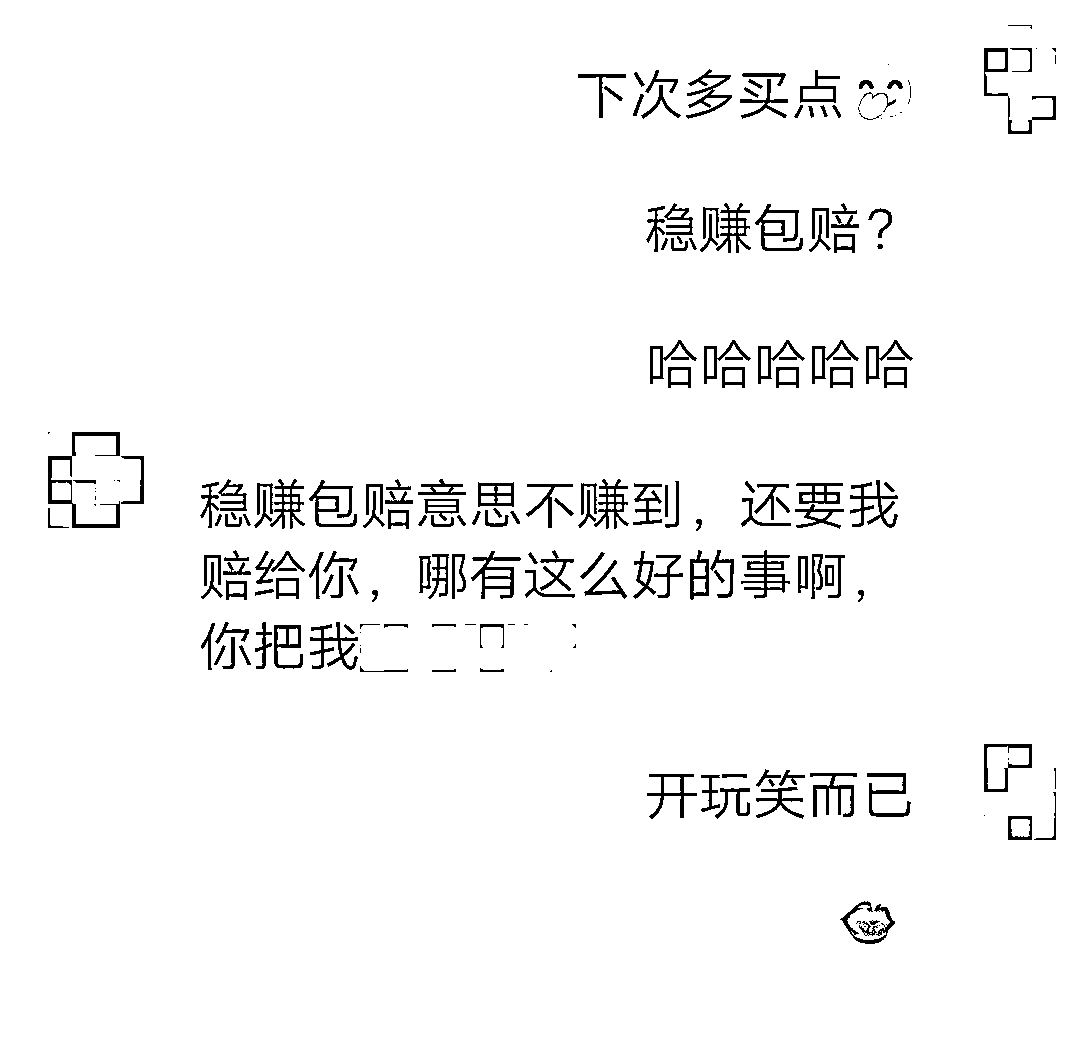 下次多买点
稳赚包赔？
哈哈哈哈哈
稳赚包赔意思不赚到，还要我
赔给你，哪有这么好的事啊，
你把我
开玩笑而已